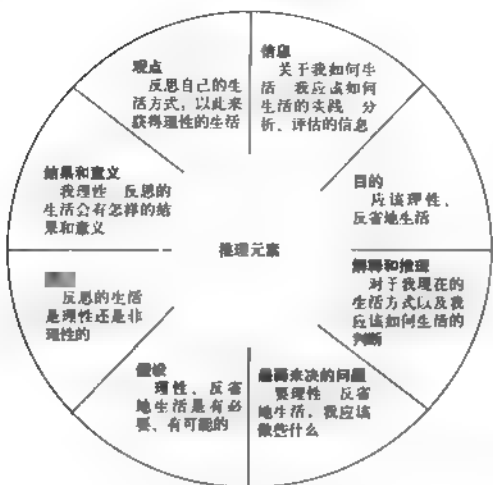 观点
反思自己的生
活方式，以此来
获得理性的生活
信息
关于我如何生
活 我应该如何
生活的实践 分
析、评估的信息
目的
应该理性、
反省地生活
解释和推理
对于我现在的
生活方式以及我
应该如何生活的
判断
要理性 反省
地生活，我应该
做些什么
假设
理性、反省
地生活是有必
要、有可能的
反思的生活
是理性还是非
理性的
结果和意义
我理性 反思的
生活会有怎样的结
果和意义
推理元素